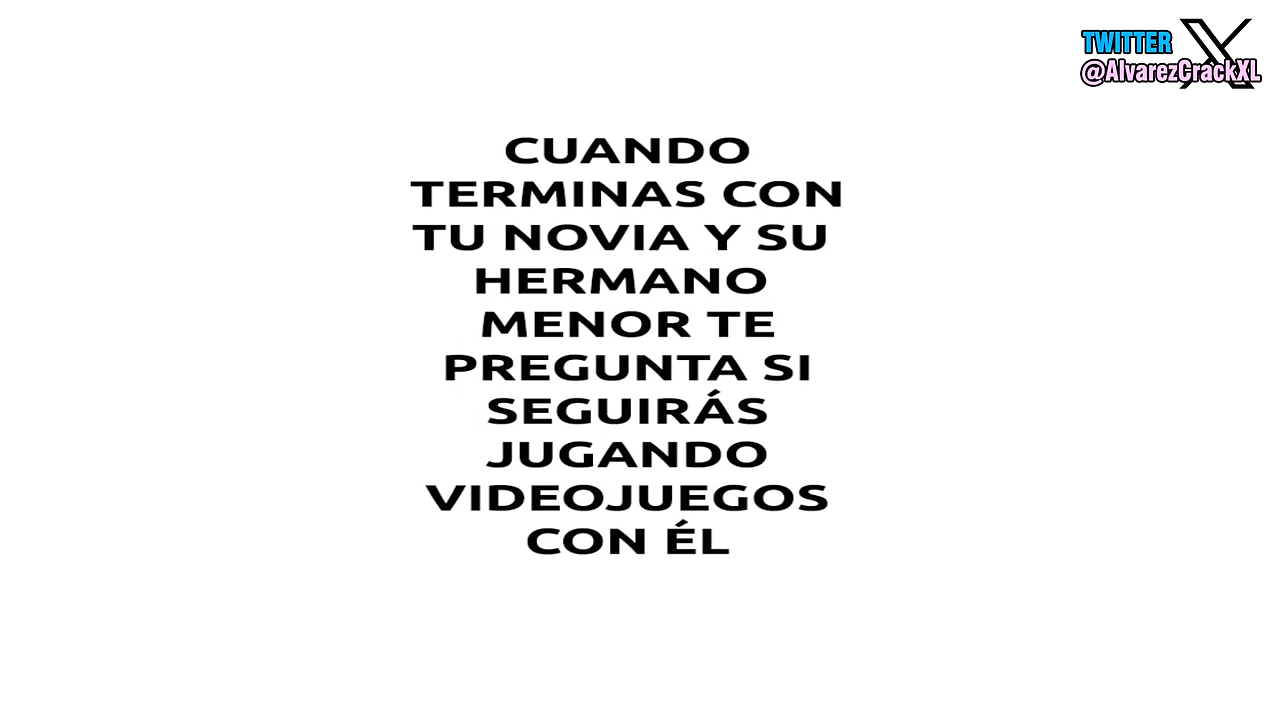 TWITTER
@AlvarezCrackXL
CUANDO
TERMINAS CON
TU NOVIA Y SU
HERMANO
MENOR TE
PREGUNTA SI
SEGUIRÁS
JUGANDO
VIDEOJUEGOS
CON ÉL